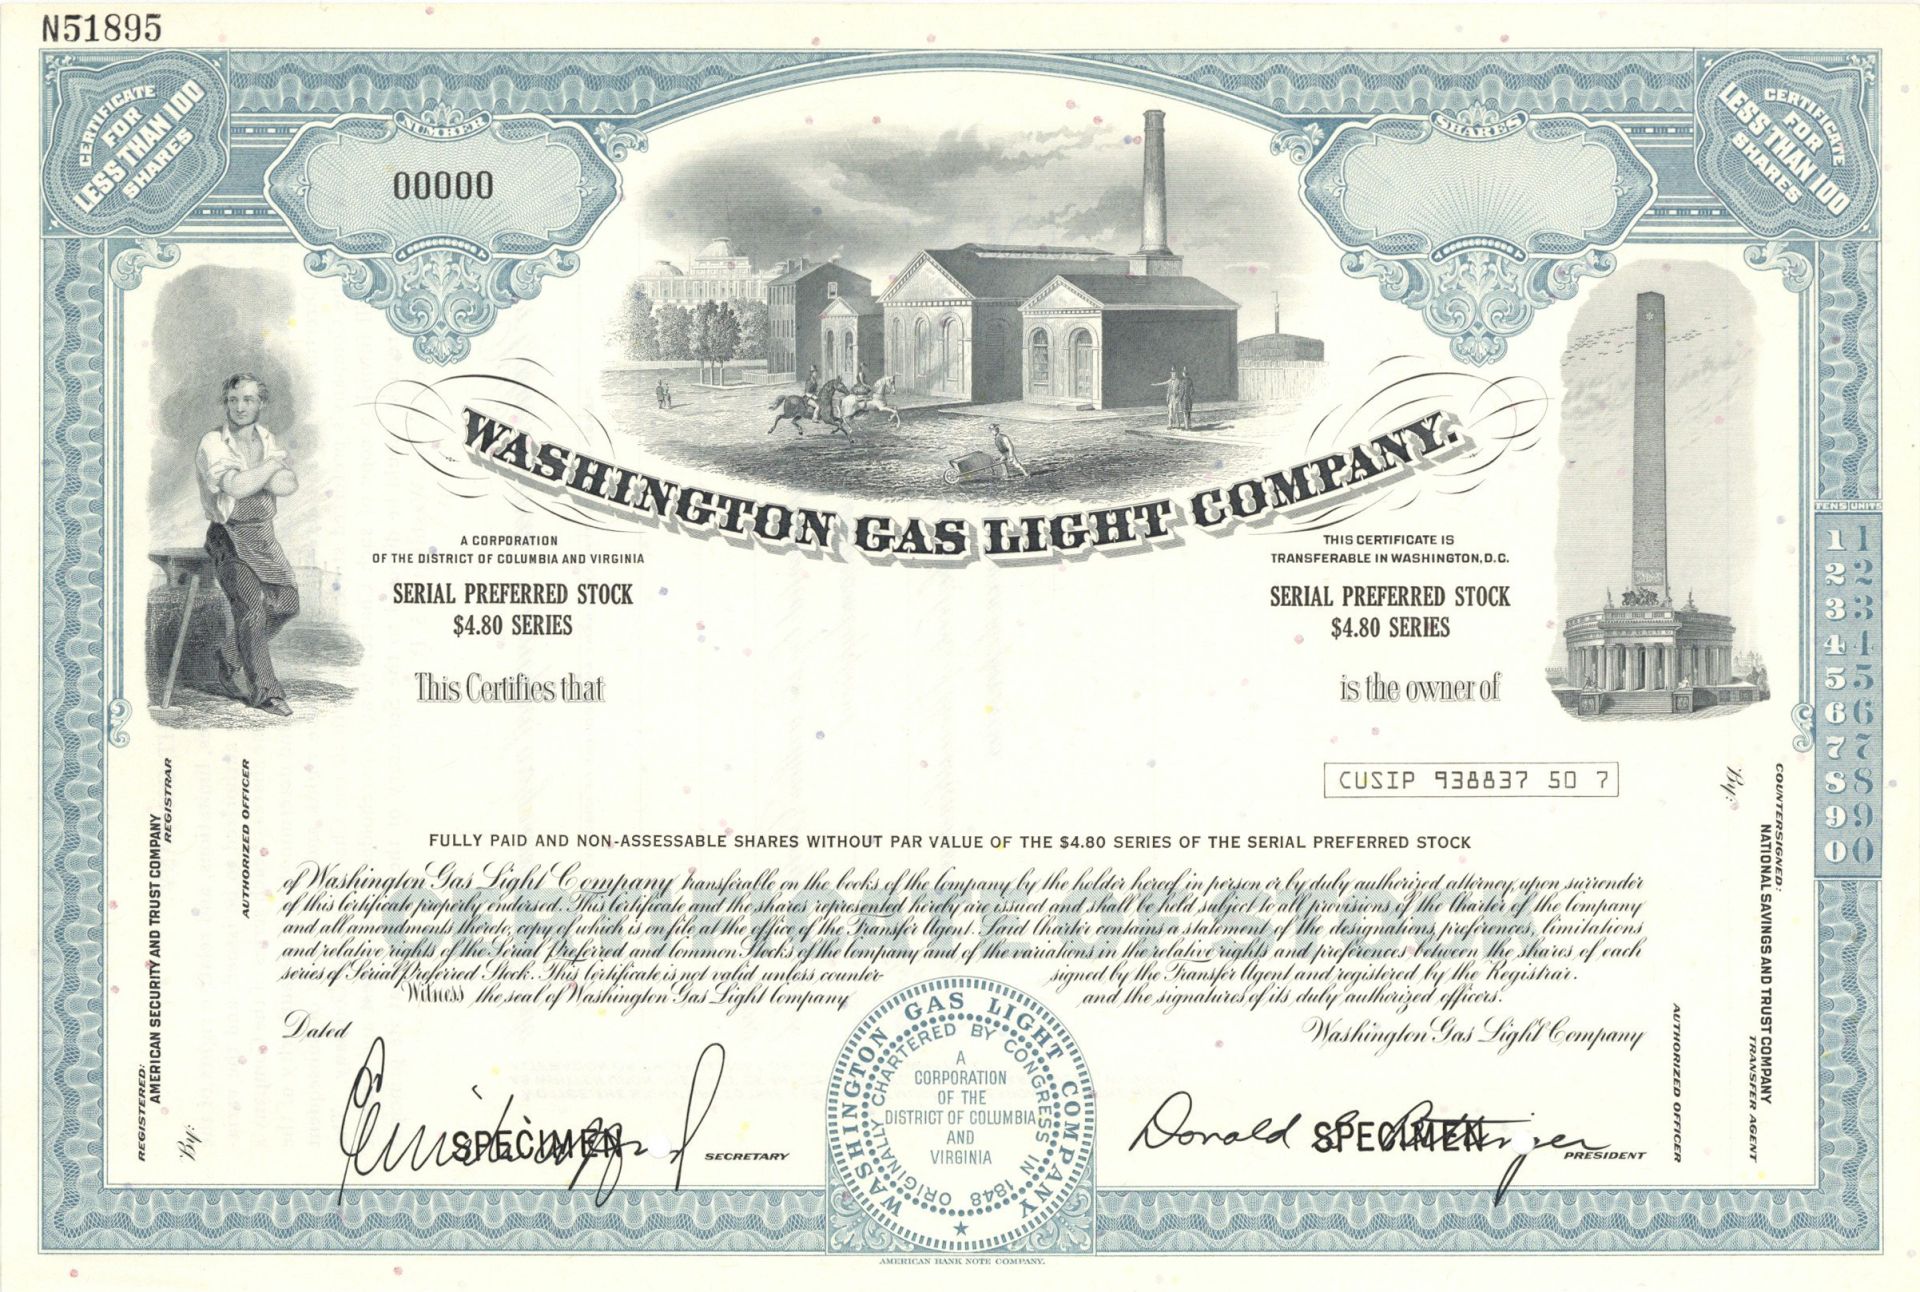 N51895
CERTIFICATE
FOR
LESS THAN 100
SHARES
NUMBER
00000
SHARES
CERTIFICATE
FOR
LESS THAN 100
SHARES
WASHINGTON GAS LIGHT COMPANY.
A CORPORATION
OF THE DISTRICT OF COLUMBIA AND VIRGINIA
SERIAL PREFERRED STOCK
$4.80 SERIES
THIS CERTIFICATE IS
TRANSFERABLE IN WASHINGTON, D.C.
SERIAL PREFERRED STOCK
$4.80 SERIES
This Certifies that
is the owner of
TENS UNITS
1 1
2 2
3 3
4 4
5 5
6 6
7 7
8 8
9 9
0 0
CUSIP 938837 50 7
FULLY PAID AND NON-ASSESSABLE SHARES WITHOUT PAR VALUE OF THE $4.80 SERIES OF THE SERIAL PREFERRED STOCK
of Washington Gas Light Company transferable on the books of the Company by the holder hereof in person or by duly authorized attorney, upon surrender
of this certificate properly endorsed. This certificate and the shares represented hereby are issued and shall be held subject to all provisions of the Charter of the Company
and all amendments thereto, copy of which is on file at the office of the Transfer Agent. Said Charter contains a statement of the designations, preferences, limitations
and relative rights of the Serial Preferred and Common Stocks of the Company and of the variations in the relative rights and preferences between the shares of each
series of Serial Preferred Stock. This certificate is not valid unless countersigned by the Transfer Agent and registered by the Registrar.
Witness the seal of Washington Gas Light Company and the signatures of its duly authorized officers.
Dated
Washington Gas Light Company
REGISTERED:
AMERICAN SECURITY AND TRUST COMPANY
REGISTRAR
By:
AUTHORIZED OFFICER
COUNTERSIGNED:
NATIONAL SAVINGS AND TRUST COMPANY
TRANSFER AGENT
By:
AUTHORIZED OFFICER
SPECIMEN
SECRETARY
WASHINGTON GAS LIGHT COMPANY
ORIGINALLY CHARTERED BY CONGRESS IN 1848
A
CORPORATION
OF THE
DISTRICT OF COLUMBIA
AND
VIRGINIA
Donald
SPECIMEN
PRESIDENT
AMERICAN BANK NOTE COMPANY.